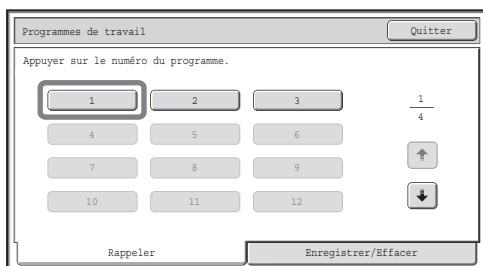 Programmes de travail
Quitter
Appuyer sur le numéro du programme.
1 2 3
1
4
4 5 6
7 8 9
10 11 12
Rappeler
Enregistrer/Effacer